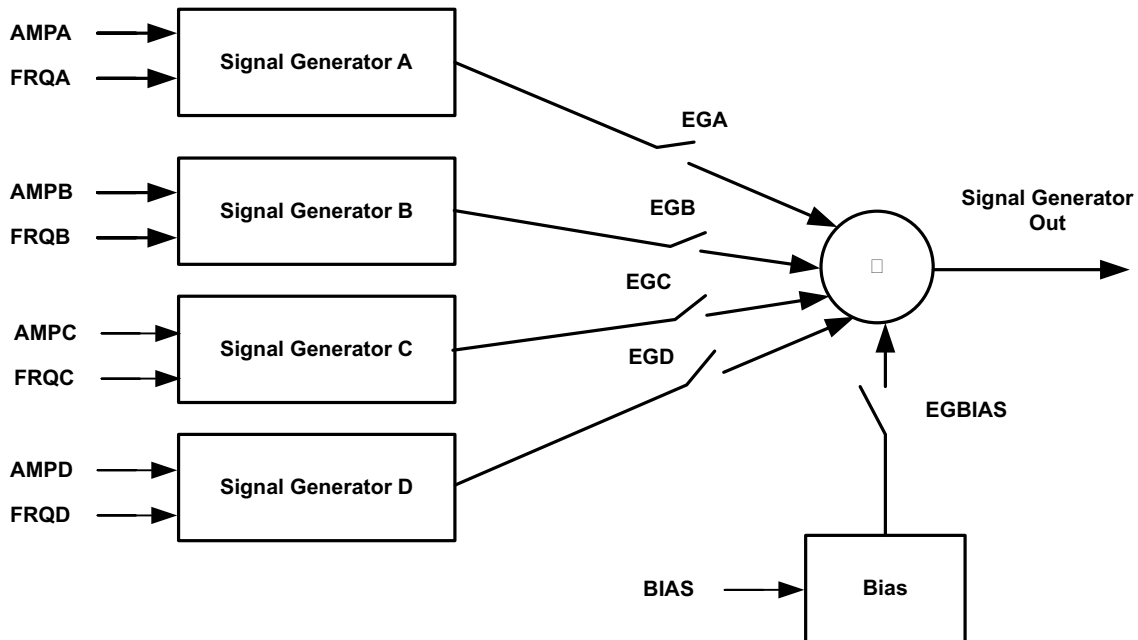 AMPA
FRQA
Signal Generator A
EGA
AMPB
FRQB
Signal Generator B
EGB
Signal Generator
Out
EGC
AMPC
FRQC
Signal Generator C
EGD
EGBIAS
AMPD
FRQD
Signal Generator D
BIAS
Bias